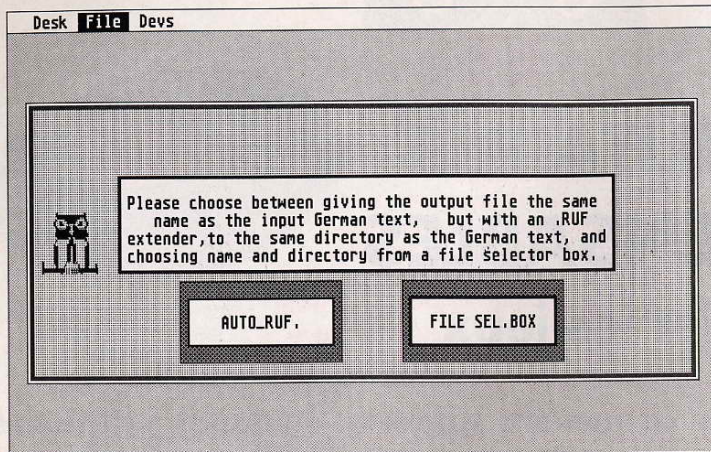 Desk File Devs
Please choose between giving the output file the same
name as the input German text, but with an .RUF
extender,to the same directory as the German text, and
choosing name and directory from a file selector box.
AUTO_RUF. FILE SEL.BOX